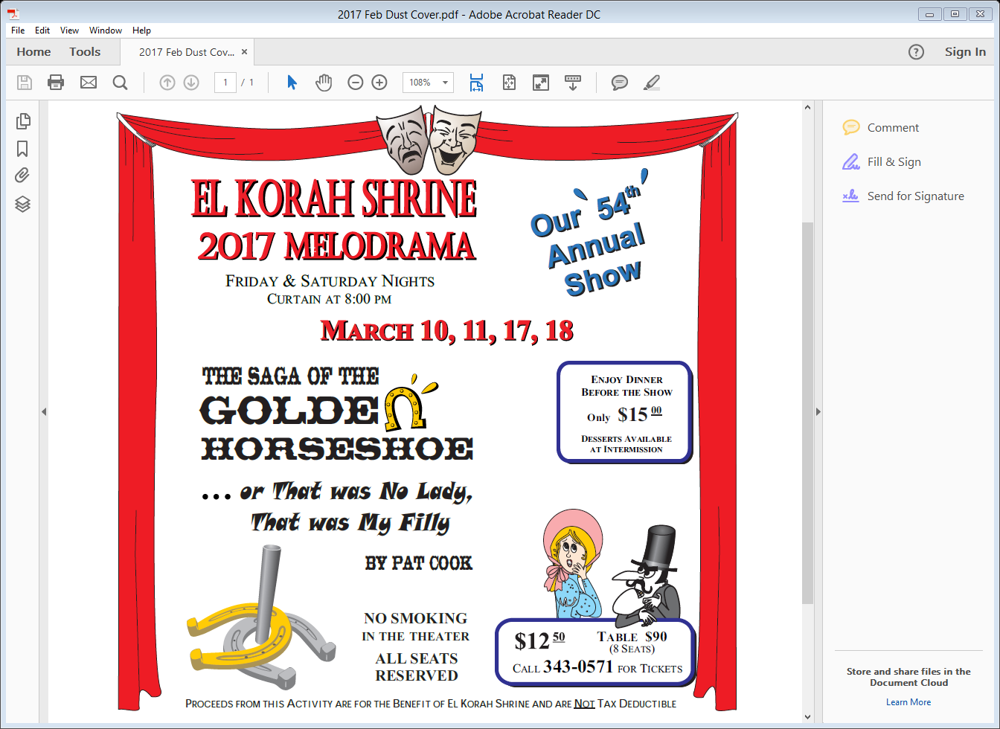 2017 Feb Dust Cover.pdf - Adobe Acrobat Reader DC
File Edit View Window Help
Home Tools 2017 Feb Dust Cov... × ? Sign In
1 / 1 108%
Comment
Fill & Sign
Send for Signature
EL KORAH SHRINE
2017 MELODRAMA
Our 54th
Annual
Show
FRIDAY & SATURDAY NIGHTS
CURTAIN AT 8:00 PM
MARCH 10, 11, 17, 18
THE SAGA OF THE
GOLDEN
HORSESHOE
... or That was No Lady,
That was My Filly
BY PAT COOK
ENJOY DINNER
BEFORE THE SHOW
Only $15 00
DESSERTS AVAILABLE
AT INTERMISSION
NO SMOKING
IN THE THEATER
ALL SEATS
RESERVED
$12 50 TABLE $90
(8 SEATS)
CALL 343-0571 FOR TICKETS
PROCEEDS FROM THIS ACTIVITY ARE FOR THE BENEFIT OF EL KORAH SHRINE AND ARE NOT TAX DEDUCTIBLE
Store and share files in the
Document Cloud
Learn More